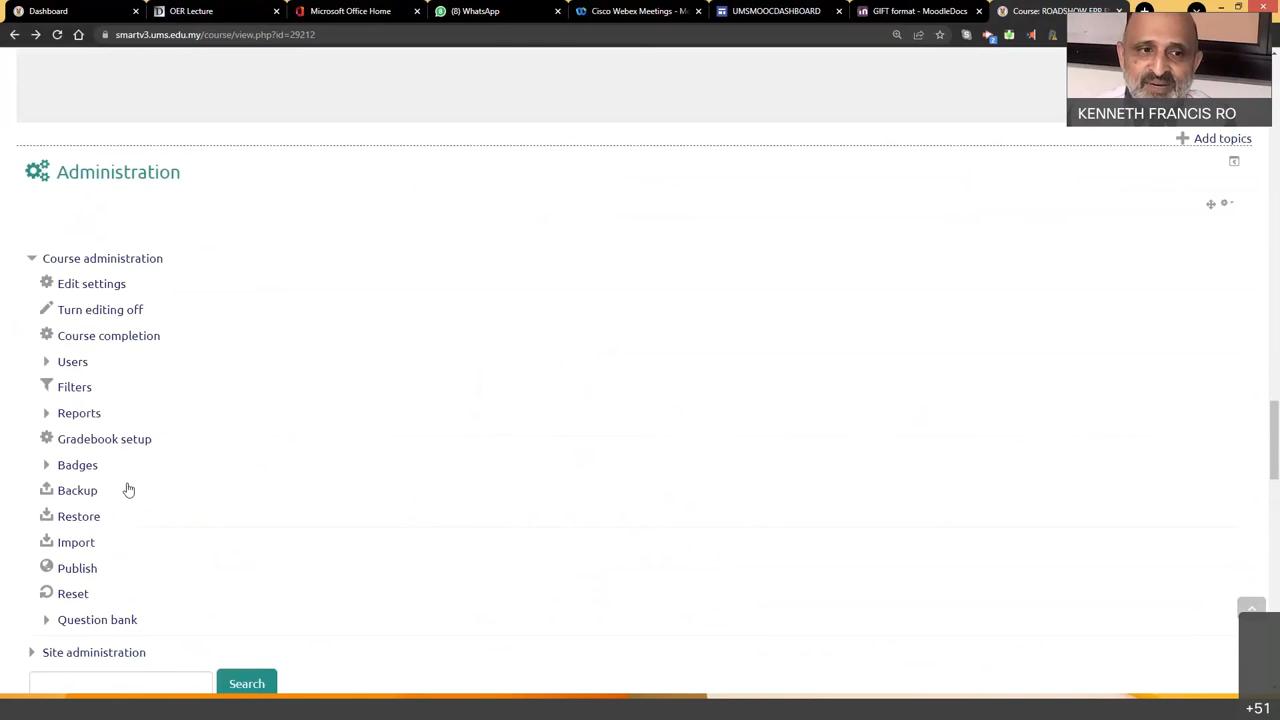 Dashboard
OER Lecture
Microsoft Office Home
(8) WhatsApp
Cisco Webex Meetings - M
UMSMOOCDASHBOARD
GIFT format - MoodleDocs
Course: ROADSHOW EPP
smartv3.ums.edu.my/course/view.php?id=29212
KENNETH FRANCIS RO
Add topics
Administration
Course administration
Edit settings
Turn editing off
Course completion
Users
Filters
Reports
Gradebook setup
Badges
Backup
Restore
Import
Publish
Reset
Question bank
Site administration
Search
+51